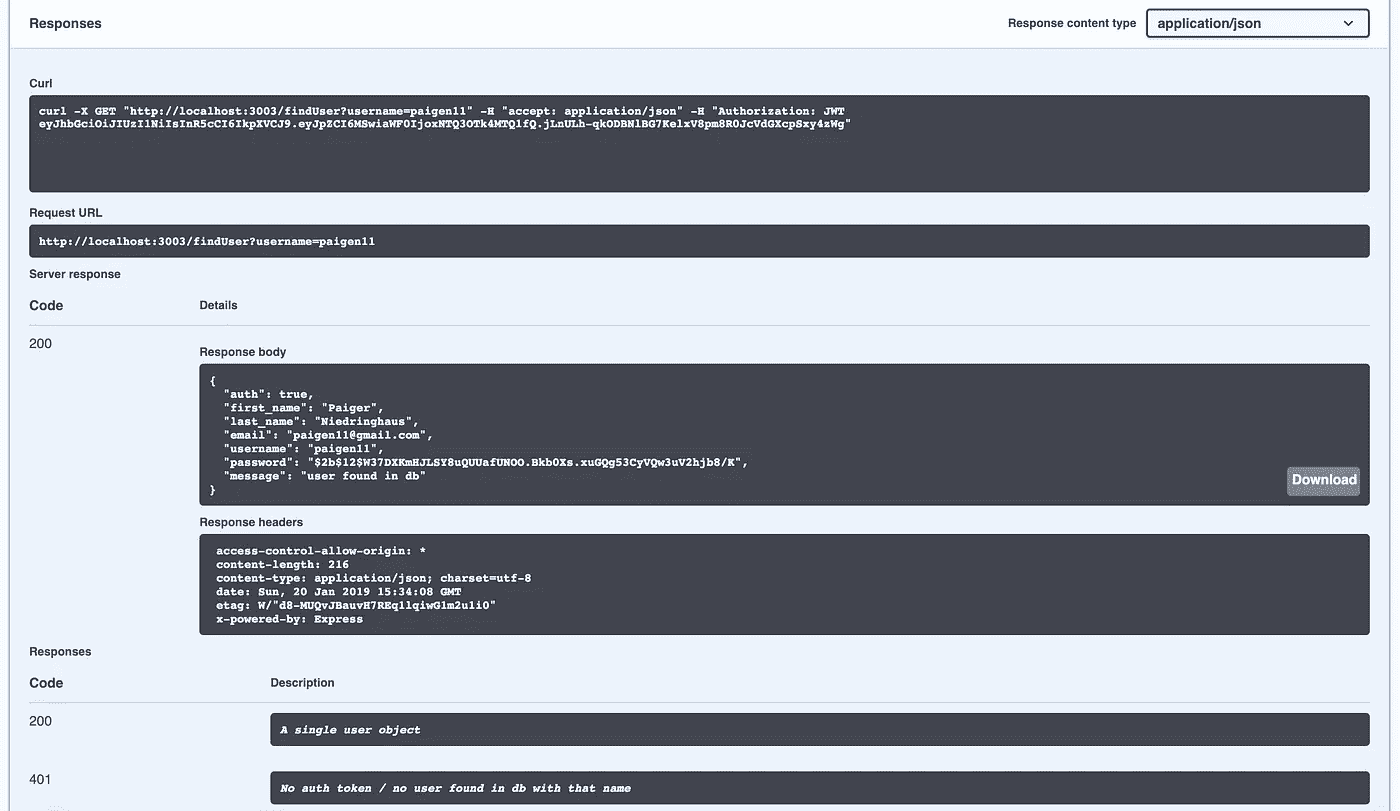 Responses
Response content type application/json
Curl
curl -X GET "http://localhost:3003/findUser?username=paigen11" -H "accept: application/json" -H "Authorization: JWT
eyJhbGciOiJIUzI1NiIsInR5cCI6IkpXVCJ9.eyJpZCI6MSwiaWF0IjoxNTQ3OTk4MTQ1fQ.jLnULh-qkODBNlBG7KelxV8pm8R0JcVdGXcpSxy4zWg"
Request URL
http://localhost:3003/findUser?username=paigen11
Server response
Code Details
200
Response body
{
"auth": true,
"first_name": "Paiger",
"last_name": "Niedringhaus",
"email": "paigen11@gmail.com",
"username": "paigen11",
"password": "$2b$12$W37DXKmHJLSY8uQUUafUNOO.Bkb0Xs.xuGQg53CyVQw3uV2hjb8/K",
"message": "user found in db"
}
Download
Response headers
access-control-allow-origin: *
content-length: 216
content-type: application/json; charset=utf-8
date: Sun, 20 Jan 2019 15:34:08 GMT
etag: W/"d8-MUQvJBauvH7REq1lqiwG1m2u1i0"
x-powered-by: Express
Responses
Code Description
200 A single user object
401 No auth token / no user found in db with that name